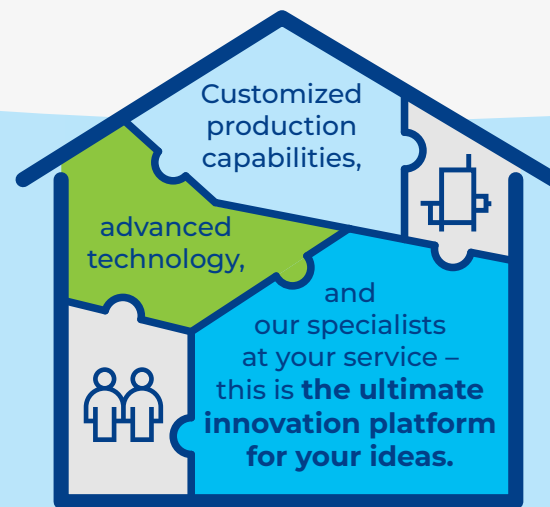 Customized
production
capabilities,
advanced
technology,
and
our specialists
at your service –
this is the ultimate
innovation platform
for your ideas.